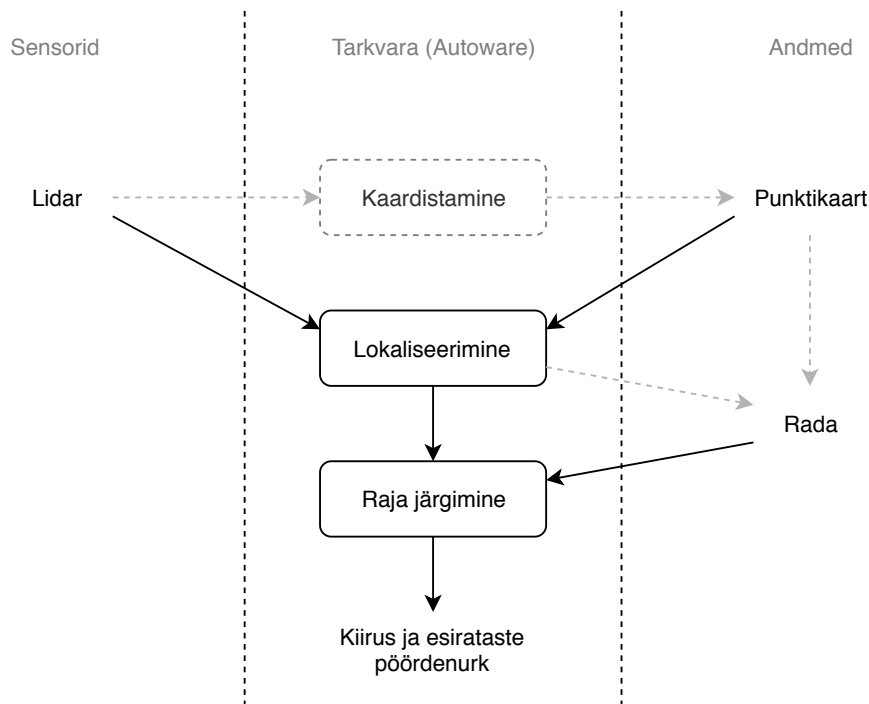 Sensorid
Tarkvara (Autoware)
Andmed
Lidar
Kaardistamine
Punktikaart
Lokaliseerimine
Rada
Raja järgimine
Kiirus ja esirataste
pöördenurk